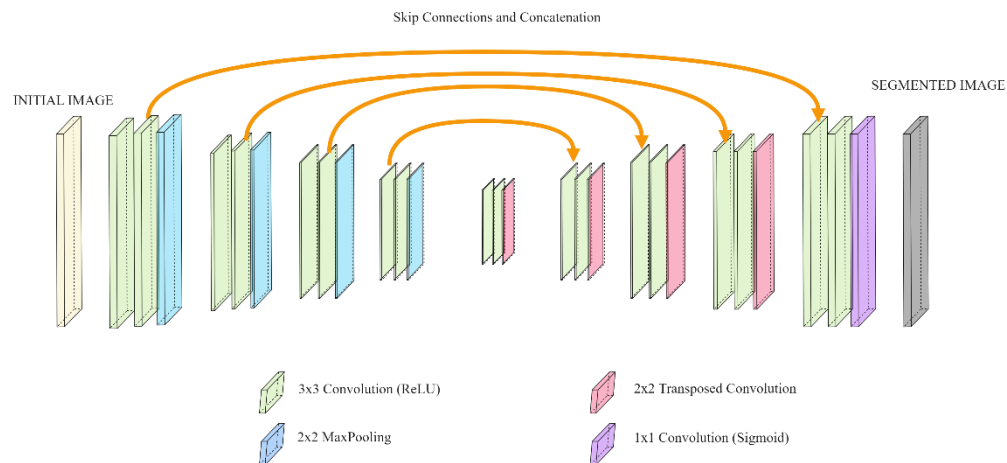 Skip Connections and Concatenation
INITIAL IMAGE
SEGMENTED IMAGE
3x3 Convolution (ReLU)
2x2 Transposed Convolution
2x2 MaxPooling
1x1 Convolution (Sigmoid)